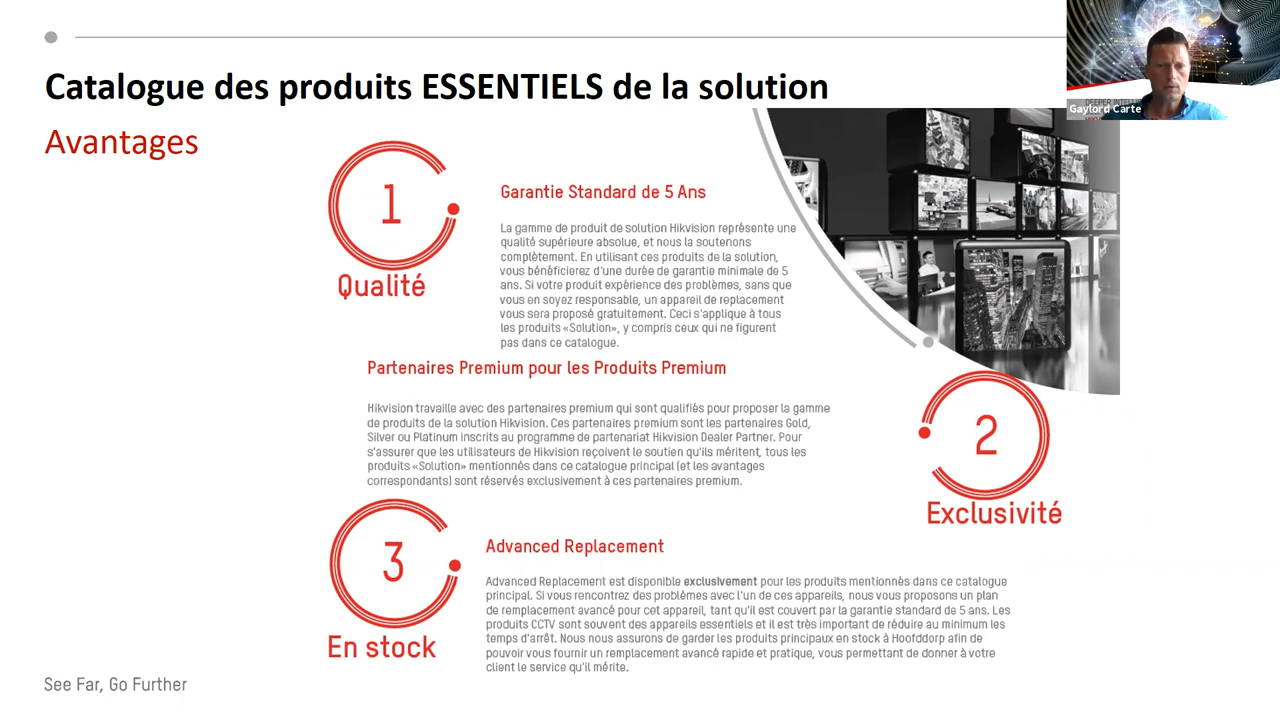 Catalogue des produits ESSENTIELS de la solution
Gaylord Carte
Avantages
1
Qualité
Garantie Standard de 5 Ans
La gamme de produit de solution Hikvision représente une
qualité supérieure absolue, et nous la soutenons
complètement. En utilisant ces produits de la solution,
vous bénéficierez d'une durée de garantie minimale de 5
ans. Si votre produit expérience des problèmes, sans que
vous en soyez responsable, un appareil de replacement
vous sera proposé gratuitement. Ceci s'applique à tous
les produits «Solution», y compris ceux qui ne figurent
pas dans ce catalogue.
Partenaires Premium pour les Produits Premium
Hikvision travaille avec des partenaires premium qui sont qualifiés pour proposer la gamme
de produits de la solution Hikvision. Ces partenaires premium sont les partenaires Gold,
Silver ou Platinum inscrits au programme de partenariat Hikvision Dealer Partner. Pour
s'assurer que les utilisateurs de Hikvision reçoivent le soutien qu'ils méritent, tous les
produits «Solution» mentionnés dans ce catalogue principal (et les avantages
correspondants) sont réservés exclusivement à ces partenaires premium.
2
Exclusivité
3
En stock
Advanced Replacement
Advanced Replacement est disponible exclusivement pour les produits mentionnés dans ce catalogue
principal. Si vous rencontrez des problèmes avec l'un de ces appareils, nous vous proposons un plan
de remplacement avancé pour cet appareil, tant qu'il est couvert par la garantie standard de 5 ans. Les
produits CCTV sont souvent des appareils essentiels et il est très important de réduire au minimum les
temps d'arrêt. Nous nous assurons de garder les produits principaux en stock à Hoofddorp afin de
pouvoir vous fournir un remplacement avancé rapide et pratique, vous permettant de donner à votre
client le service qu'il mérite.
See Far, Go Further